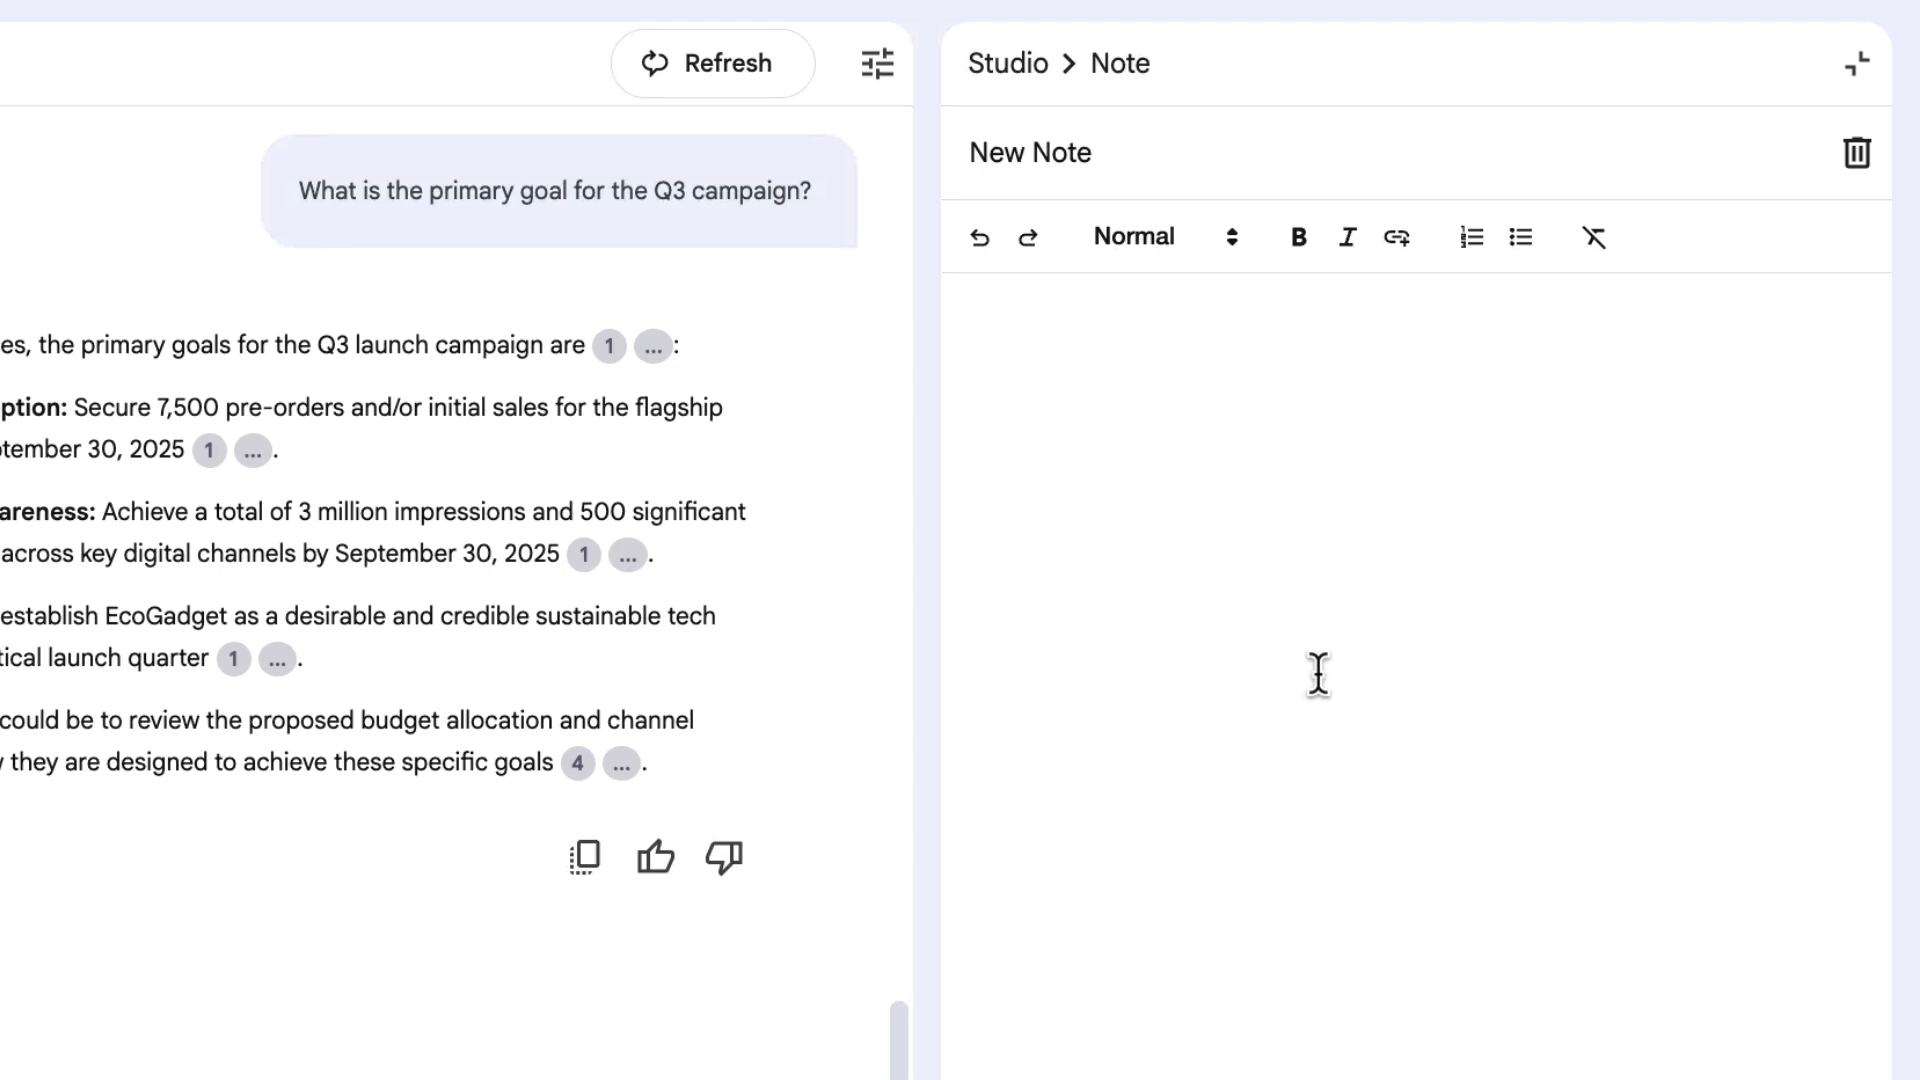 Refresh
What is the primary goal for the Q3 campaign?
es, the primary goals for the Q3 launch campaign are 1 ... :
ption: Secure 7,500 pre-orders and/or initial sales for the flagship
tember 30, 2025 1 ... .
areness: Achieve a total of 3 million impressions and 500 significant
across key digital channels by September 30, 2025 1 ... .
establish EcoGadget as a desirable and credible sustainable tech
tical launch quarter 1 ... .
could be to review the proposed budget allocation and channel
they are designed to achieve these specific goals 4 ... .
Studio > Note
New Note
Normal B I